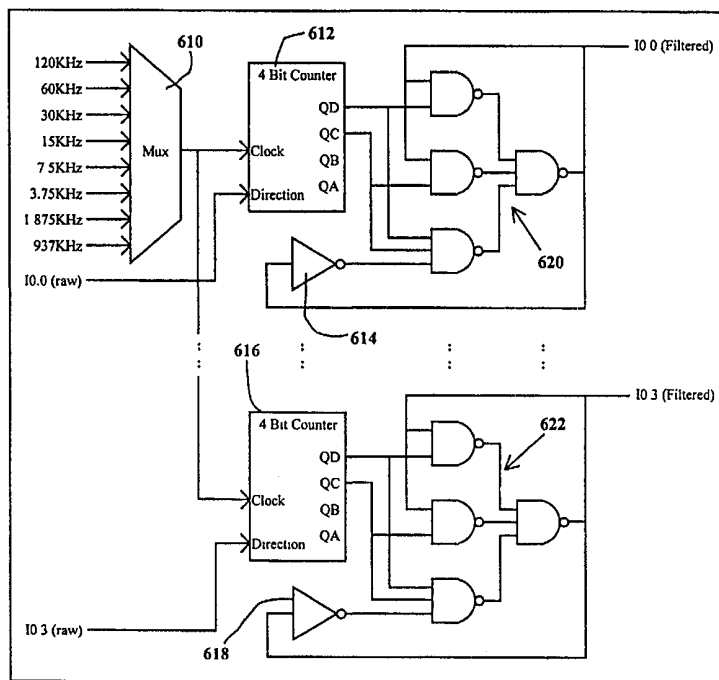 610
612
120KHz
60KHz
30KHz
15KHz
7 5KHz
3.75KHz
1 875KHz
937KHz
I0.0 (raw)
Mux
4 Bit Counter
QD
QC
QB
QA
Clock
Direction
I0 0 (Filtered)
620
614
616
4 Bit Counter
QD
QC
QB
QA
Clock
Direction
I0 3 (Filtered)
622
618
I0 3 (raw)